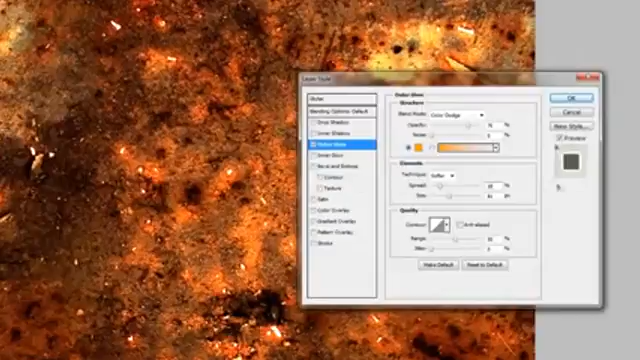 Layer Style
Styles
Blending Options: Default
Drop Shadow
Inner Shadow
Outer Glow
Inner Glow
Bevel and Emboss
Contour
Texture
Satin
Color Overlay
Gradient Overlay
Pattern Overlay
Stroke
Outer Glow
Structure
Blend Mode: Color Dodge
Opacity: %
Noise: %
Elements
Technique: Softer
Spread: %
Size: px
Quality
Contour: Anti-aliased
Range: %
Jitter: %
Make Default Reset to Default
OK
Cancel
New Style...
Preview